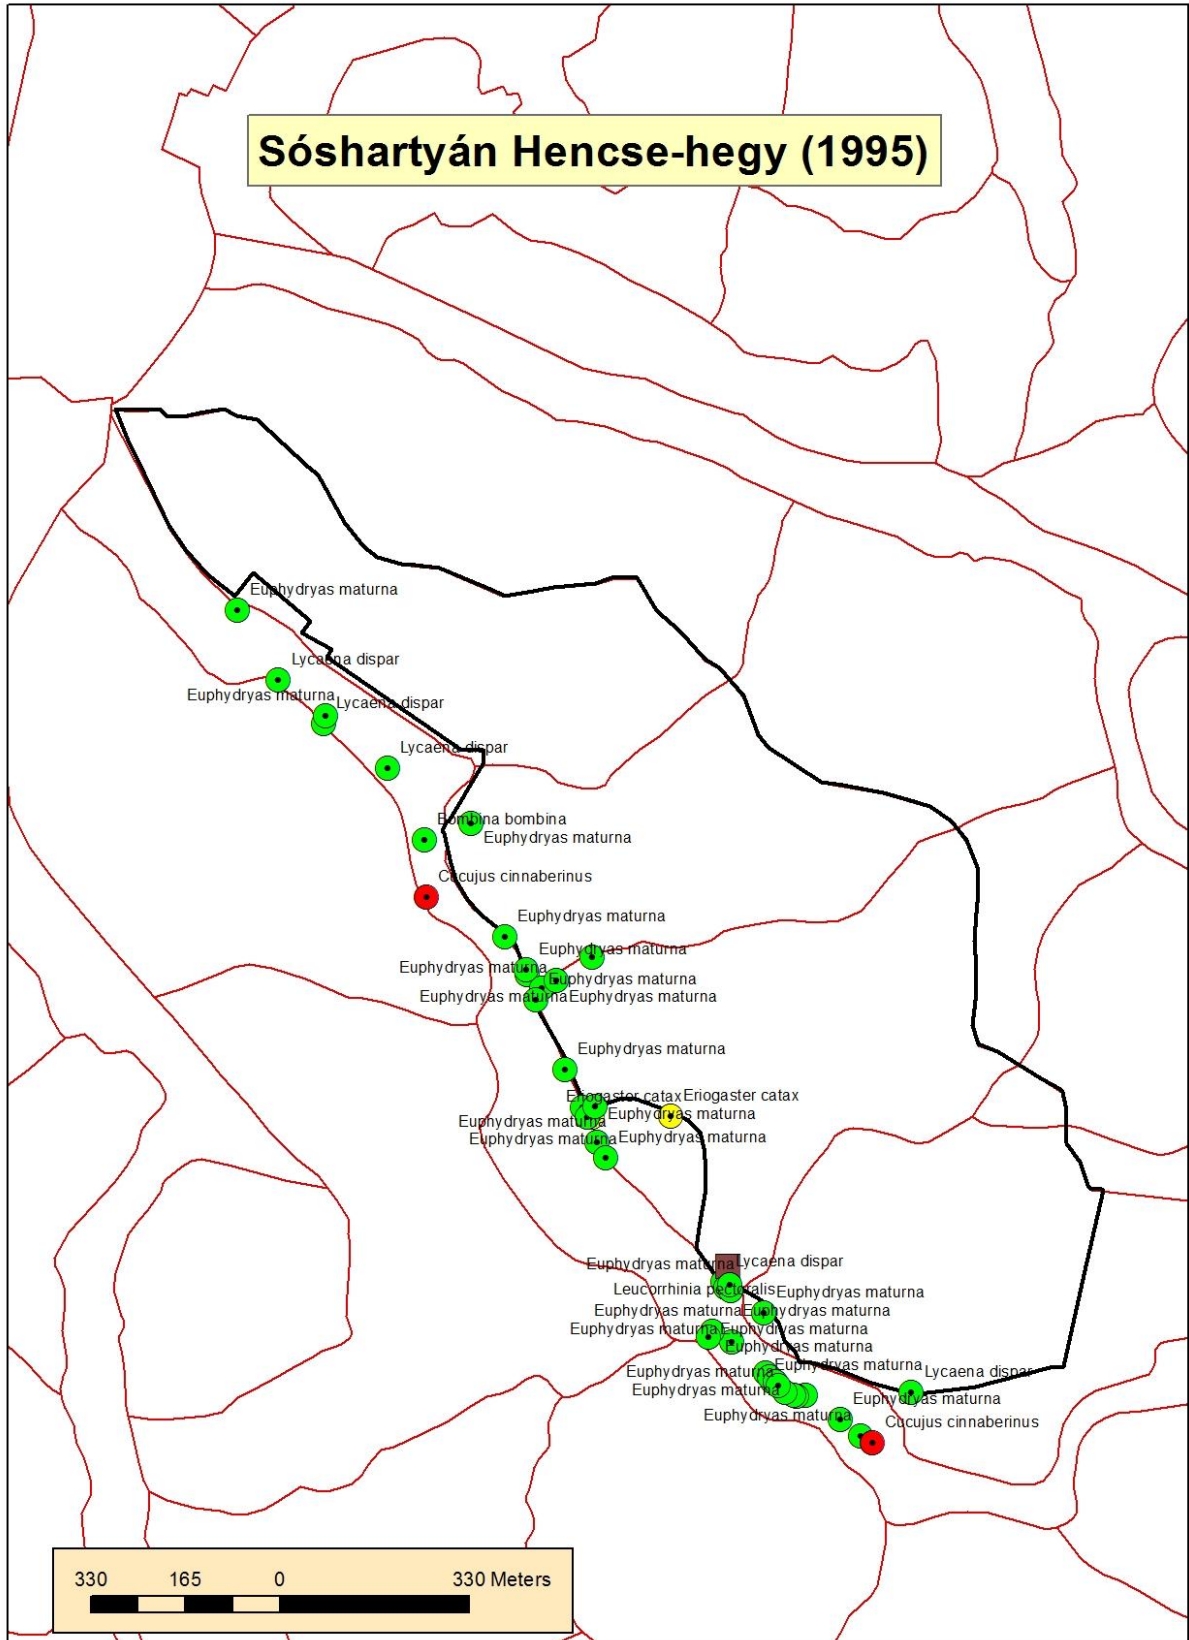 Sóshartyán Hencse-hegy (1995)
Euphydryas maturna
Lycaena dispar
Euphydryas maturna
Lycaena dispar
Lycaena dispar
Bombina bombina
Euphydryas maturna
Cucujus cinnaberinus
Euphydryas maturna
Euphydryas maturna
Euphydryas maturna
Euphydryas maturna
Euphydryas maturna
Euphydryas maturna
Euphydryas maturna
Eriogaster catax
Eriogaster catax
Euphydryas maturna
Euphydryas maturna
Euphydryas maturna
Euphydryas maturna
Euphydryas maturna
Lycaena dispar
Leucorrhinia pectoralis
Euphydryas maturna
Euphydryas maturna
Euphydryas maturna
Euphydryas maturna
Euphydryas maturna
Euphydryas maturna
Euphydryas maturna
Euphydryas maturna
Lycaena dispar
Euphydryas maturna
Euphydryas maturna
Euphydryas maturna
Cucujus cinnaberinus
330 165 0 330 Meters